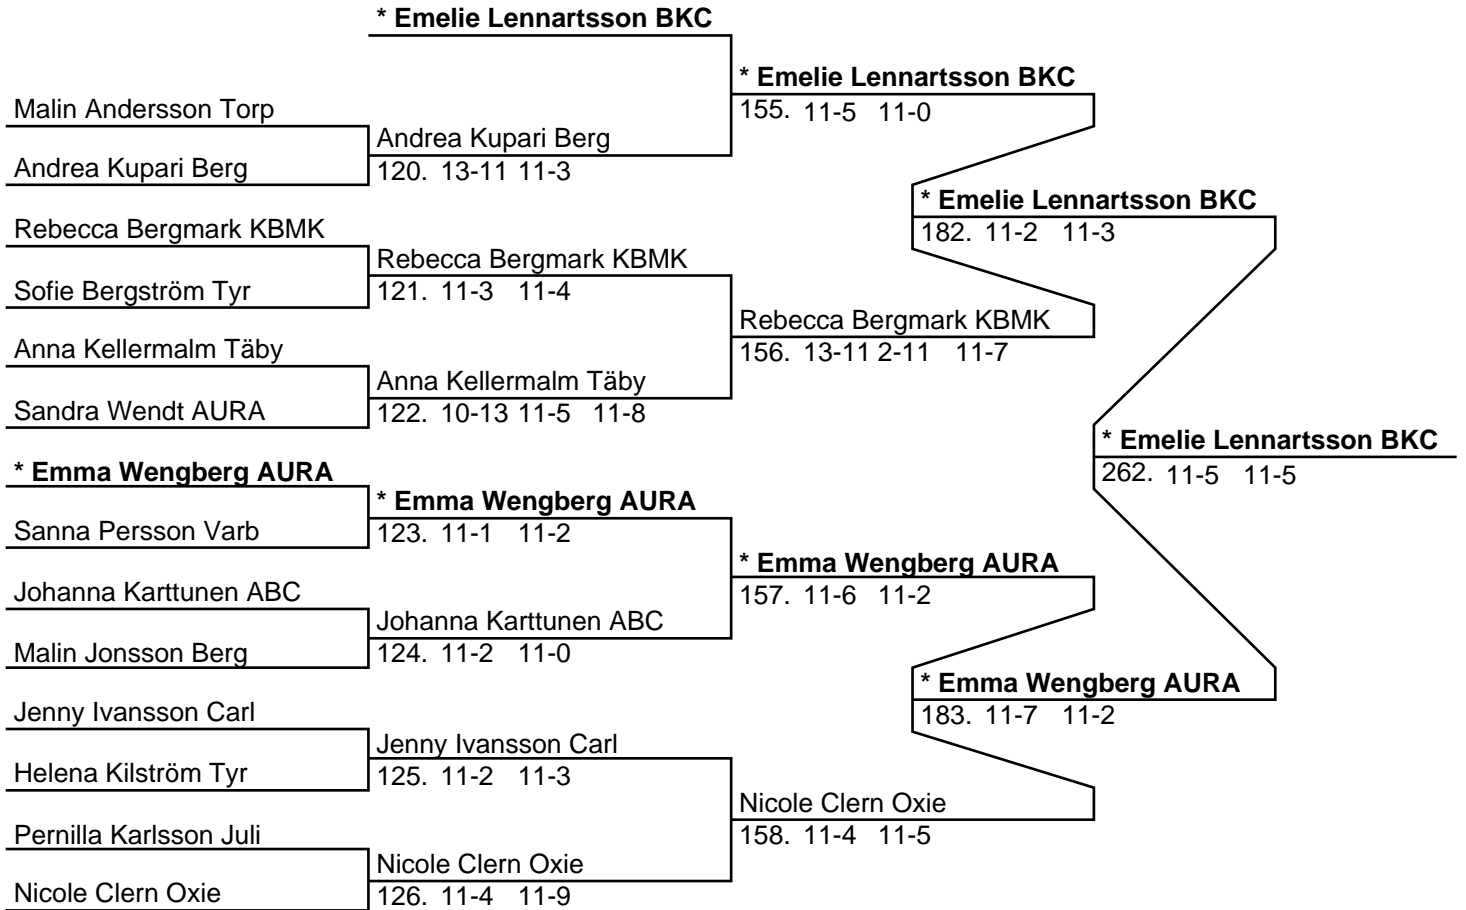 * Emelie Lennartsson BKC
* Emelie Lennartsson BKC
155. 11-5 11-0
Malin Andersson Torp
Andrea Kupari Berg
120. 13-11 11-3
Andrea Kupari Berg
* Emelie Lennartsson BKC
182. 11-2 11-3
Rebecca Bergmark KBMK
Rebecca Bergmark KBMK
121. 11-3 11-4
Sofie Bergström Tyr
Rebecca Bergmark KBMK
156. 13-11 2-11 11-7
Anna Kellermalm Täby
Anna Kellermalm Täby
122. 10-13 11-5 11-8
Sandra Wendt AURA
* Emelie Lennartsson BKC
262. 11-5 11-5
* Emma Wengberg AURA
* Emma Wengberg AURA
123. 11-1 11-2
Sanna Persson Varb
* Emma Wengberg AURA
157. 11-6 11-2
Johanna Karttunen ABC
Johanna Karttunen ABC
124. 11-2 11-0
Malin Jonsson Berg
* Emma Wengberg AURA
183. 11-7 11-2
Jenny Ivansson Carl
Jenny Ivansson Carl
125. 11-2 11-3
Helena Kilström Tyr
Nicole Clern Oxie
158. 11-4 11-5
Pernilla Karlsson Juli
Nicole Clern Oxie
126. 11-4 11-9
Nicole Clern Oxie